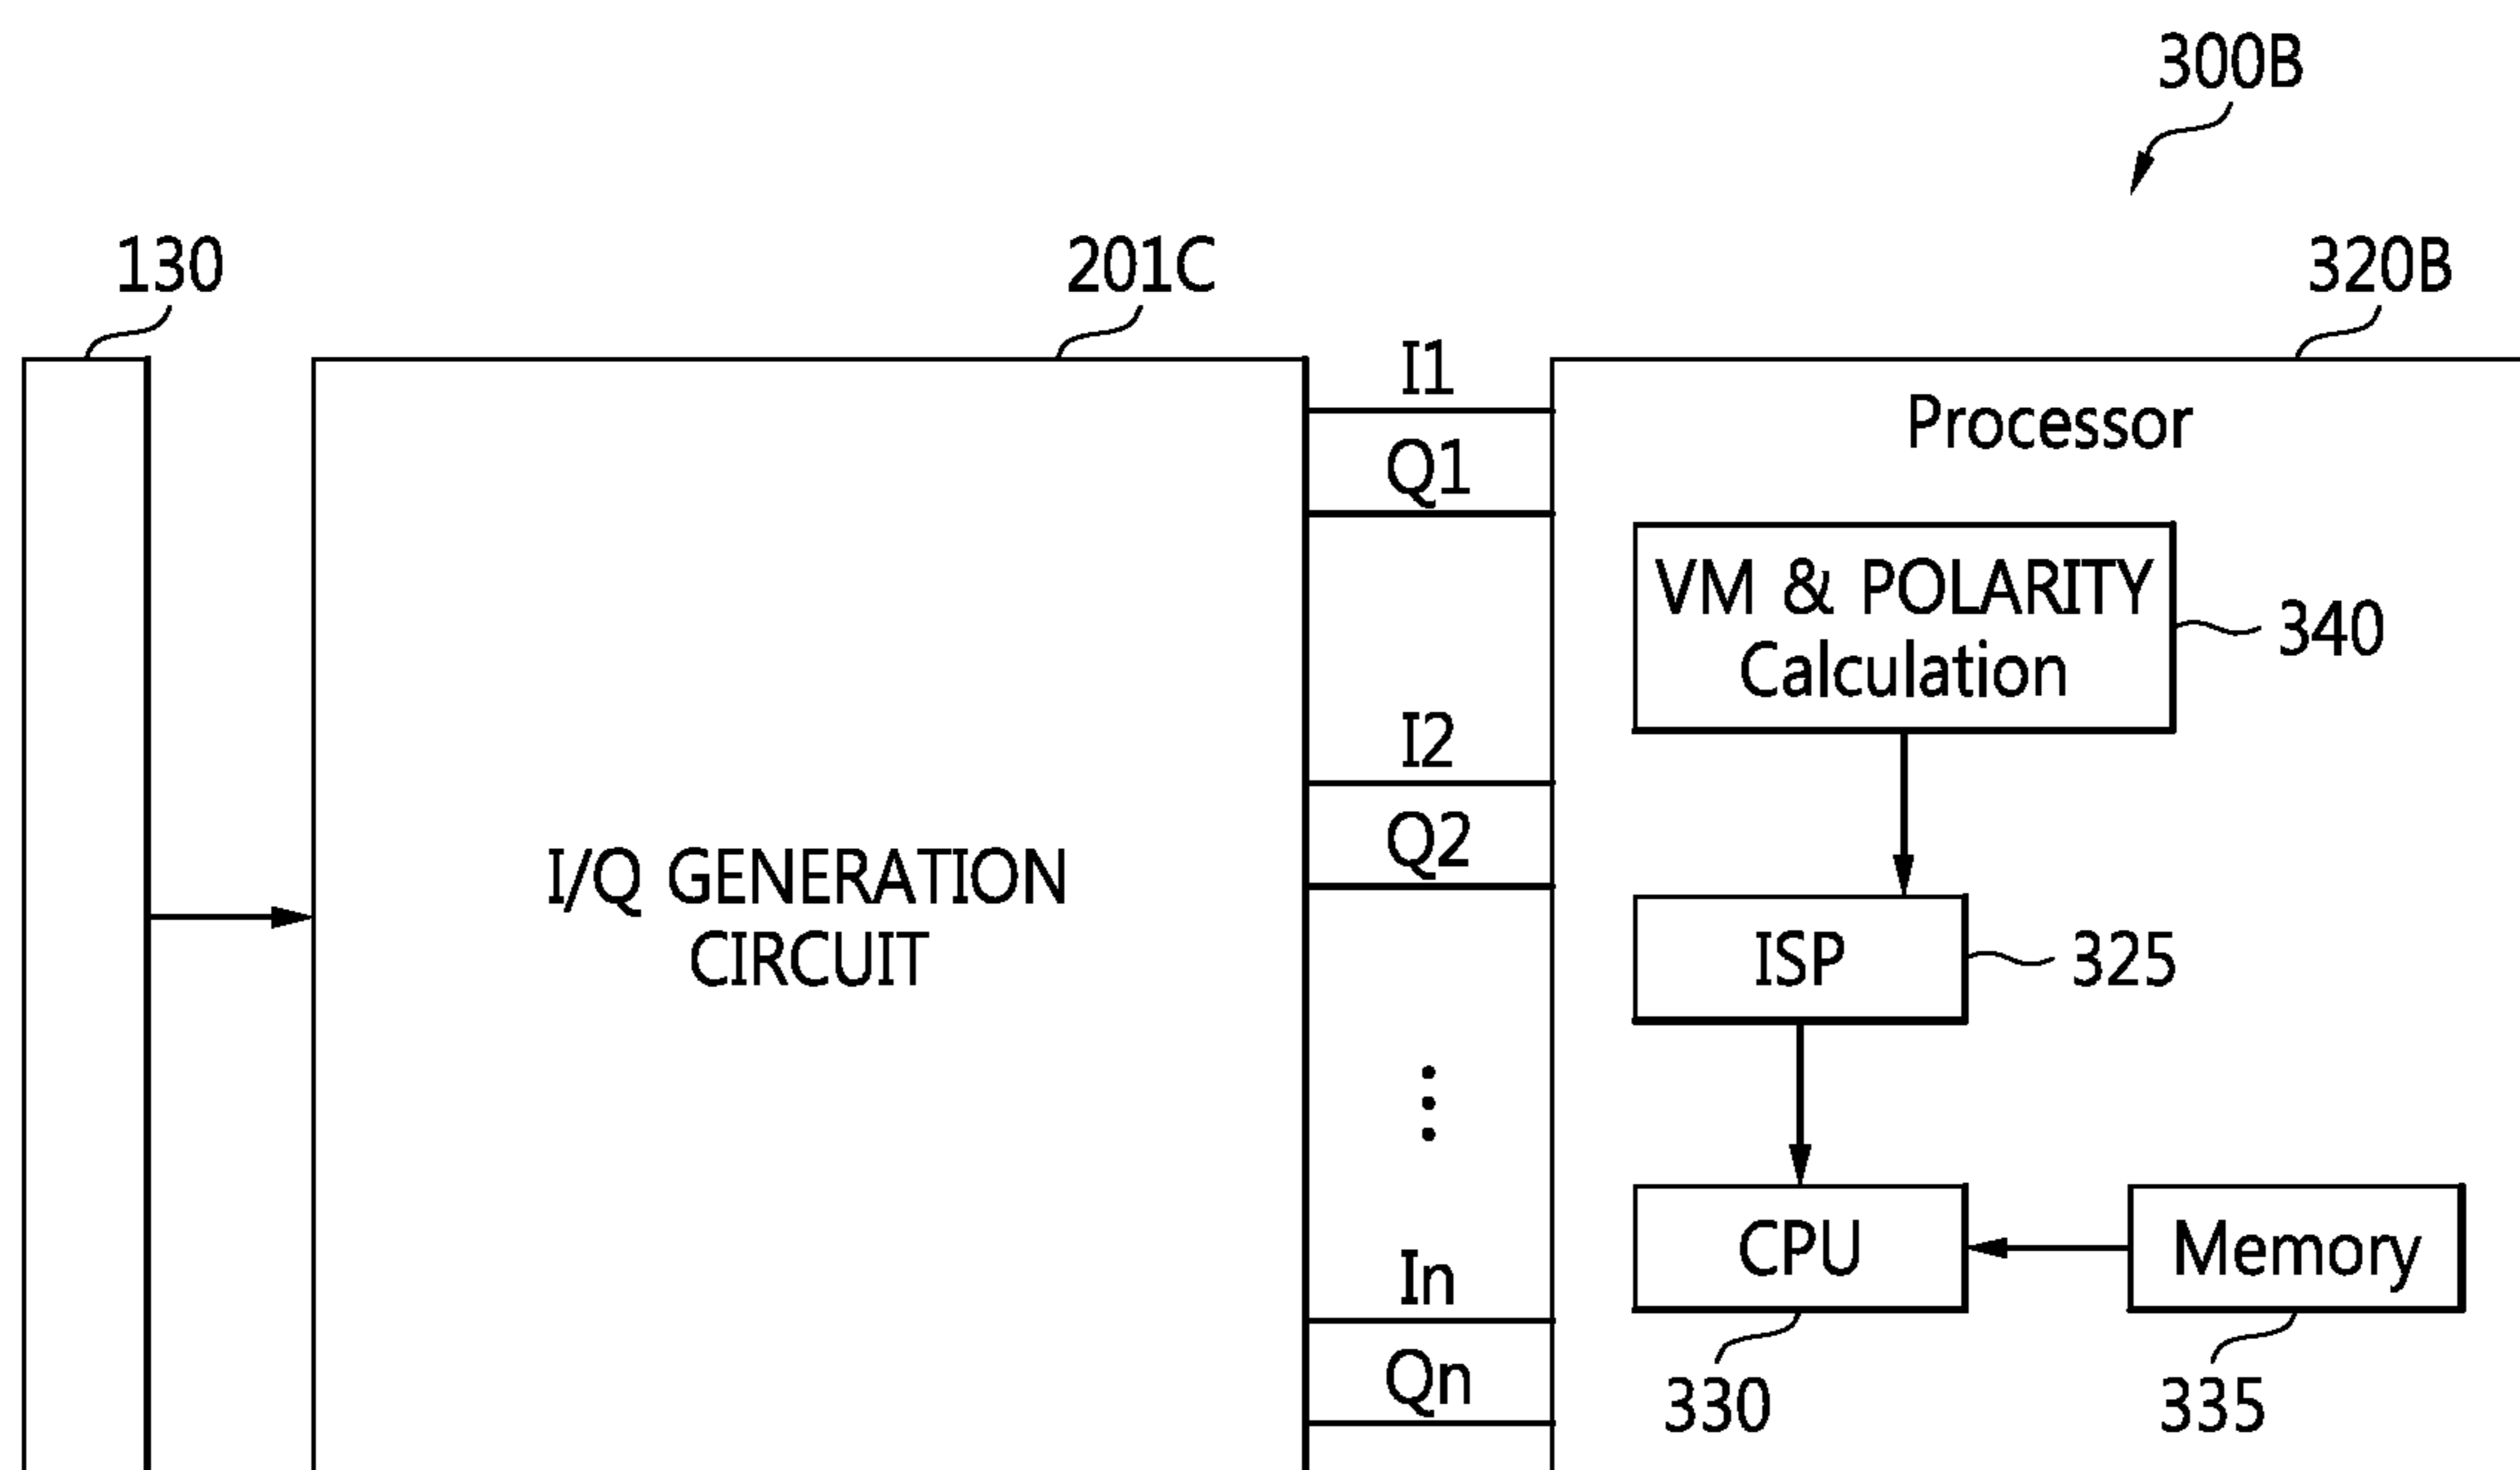 300B
130
201C
320B
I1
Q1
Processor
VM & POLARITY
Calculation
340
I2
Q2
I/Q GENERATION
CIRCUIT
ISP
325
In
Qn
CPU
Memory
330
335